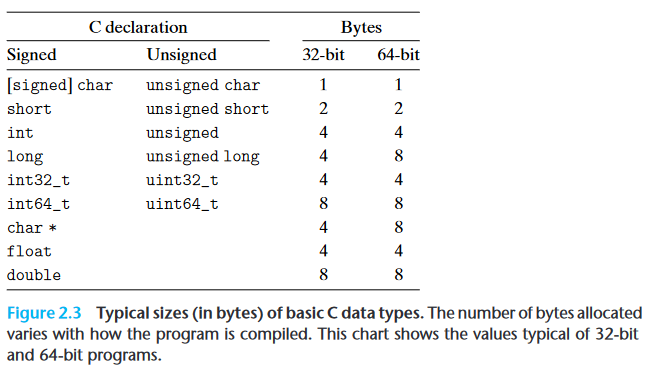 C declaration Bytes
Signed Unsigned 32-bit 64-bit
[signed] char unsigned char 1 1
short unsigned short 2 2
int unsigned 4 4
long unsigned long 4 8
int32_t uint32_t 4 4
int64_t uint64_t 8 8
char * 4 8
float 4 4
double 8 8
Figure 2.3 Typical sizes (in bytes) of basic C data types. The number of bytes allocated
varies with how the program is compiled. This chart shows the values typical of 32-bit
and 64-bit programs.